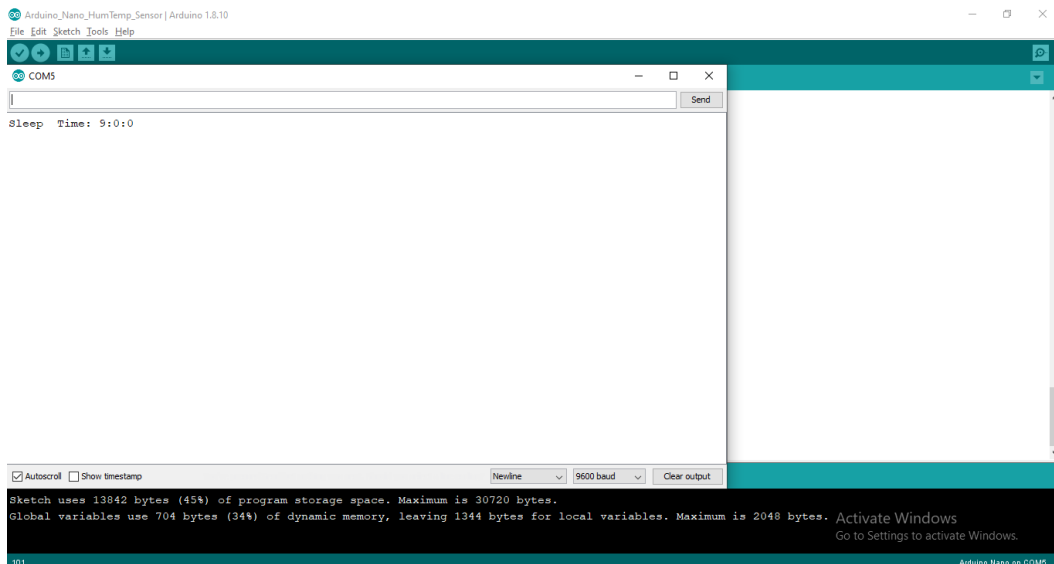 Arduino_Nano_HumTemp_Sensor | Arduino 1.8.10
File Edit Sketch Tools Help
COM5
Send
Sleep  Time: 9:0:0
Autoscroll Show timestamp
Newline
9600 baud
Clear output
Sketch uses 13842 bytes (45%) of program storage space. Maximum is 30720 bytes.
Global variables use 704 bytes (34%) of dynamic memory, leaving 1344 bytes for local variables. Maximum is 2048 bytes.
Activate Windows
Go to Settings to activate Windows.
101
Arduino Nano on COM5